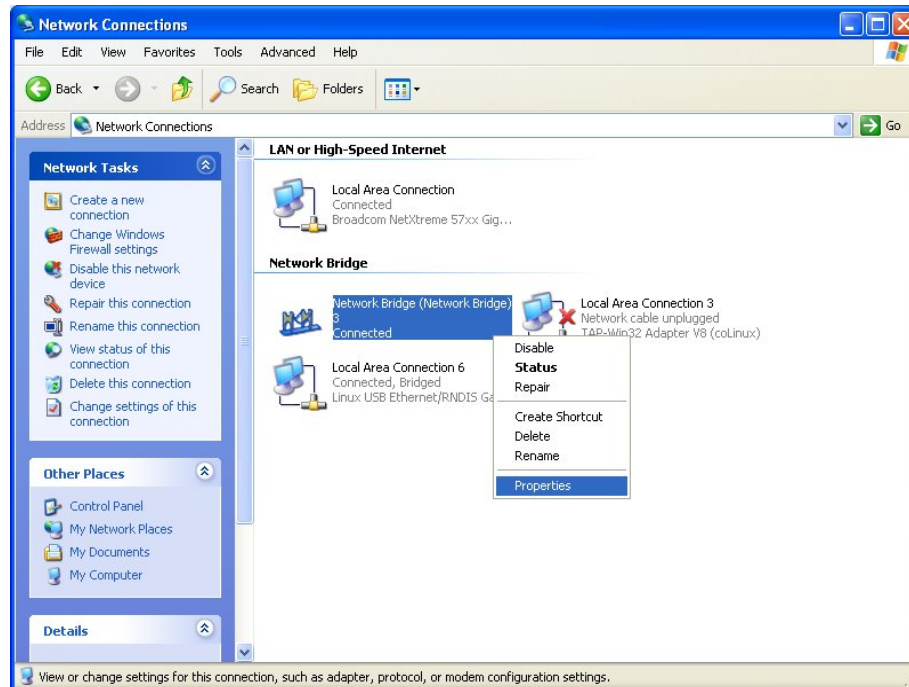 Network Connections
File Edit View Favorites Tools Advanced Help
Back Search Folders
Address Network Connections Go
Network Tasks
Create a new
connection
Change Windows
Firewall settings
Disable this network
device
Repair this connection
Rename this connection
View status of this
connection
Delete this connection
Change settings of this
connection
Other Places
Control Panel
My Network Places
My Documents
My Computer
Details
LAN or High-Speed Internet
Local Area Connection
Connected
Broadcom NetXtreme 57xx Gig...
Network Bridge
Network Bridge (Network Bridge)
3
Connected
Local Area Connection 3
Network cable unplugged
TAP-Win32 Adapter V8 (coLinux)
Local Area Connection 6
Connected, Bridged
Linux USB Ethernet/RNDIS Ga
Disable
Status
Repair
Create Shortcut
Delete
Rename
Properties
View or change settings for this connection, such as adapter, protocol, or modem configuration settings.